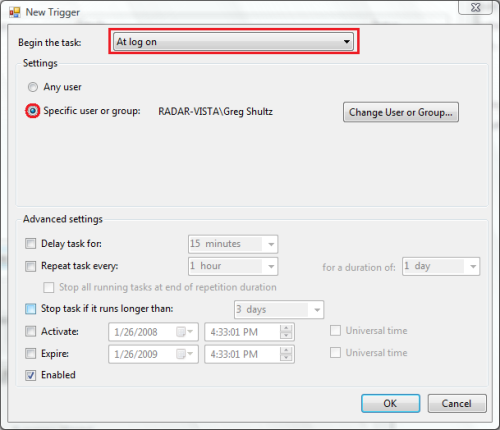 New Trigger
Begin the task: At log on
Settings
Any user
Specific user or group: RADAR-VISTA\Greg Shultz Change User or Group...
Advanced settings
Delay task for: 15 minutes
Repeat task every: 1 hour for a duration of: 1 day
Stop all running tasks at end of repetition duration
Stop task if it runs longer than: 3 days
Activate: 1/26/2008 4:33:01 PM Universal time
Expire: 1/26/2009 4:33:01 PM Universal time
Enabled
OK Cancel